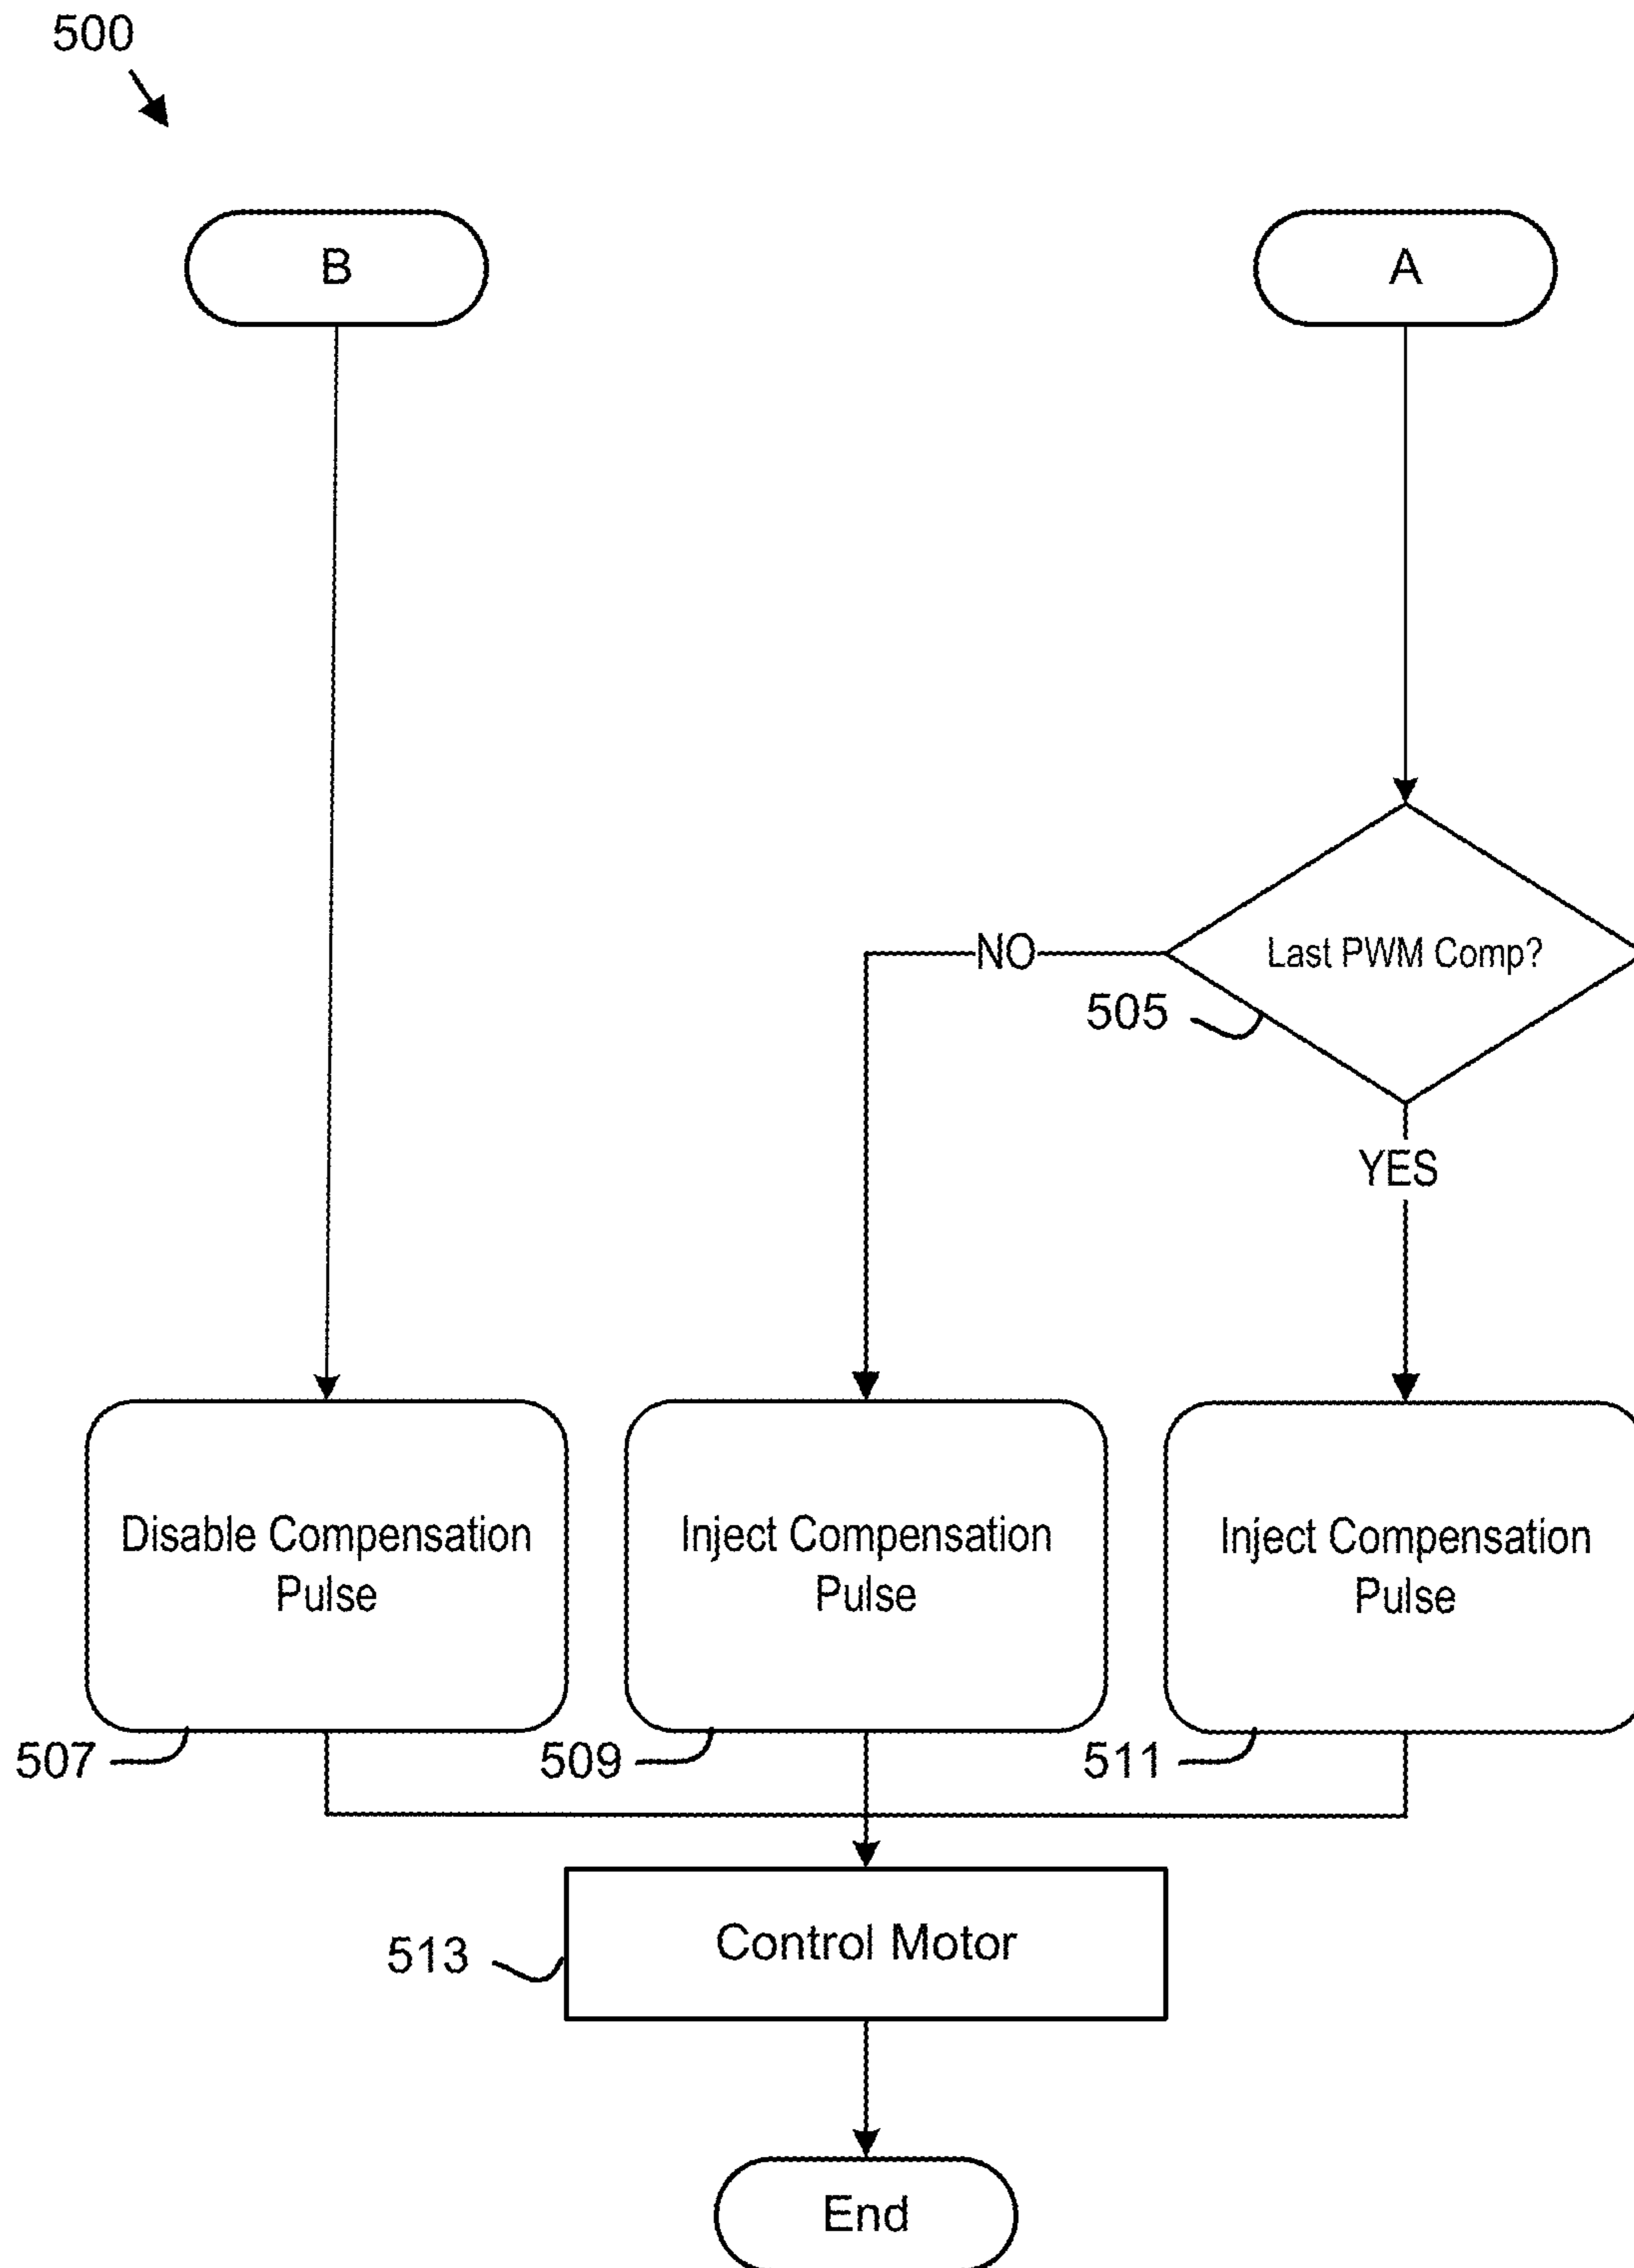 500
B
A
Last PWM Comp?
NO
505
YES
Disable Compensation
Pulse
Inject Compensation
Pulse
Inject Compensation
Pulse
507
509
511
Control Motor
513
End